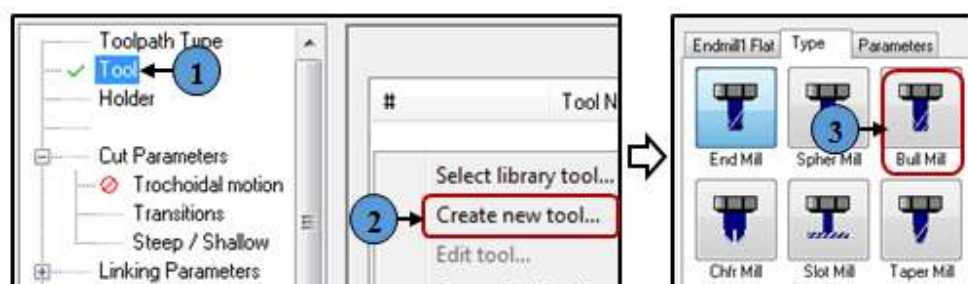 Toolpath Type
Tool
1
Holder
Cut Parameters
Trochoidal motion
Transitions
Steep / Shallow
Linking Parameters
# Tool N
Select library tool...
2
Create new tool...
Edit tool...
Endmill1 Flat Type Parameters
3
End Mill Spher Mill Bull Mill
Chfr Mill Slot Mill Taper Mill